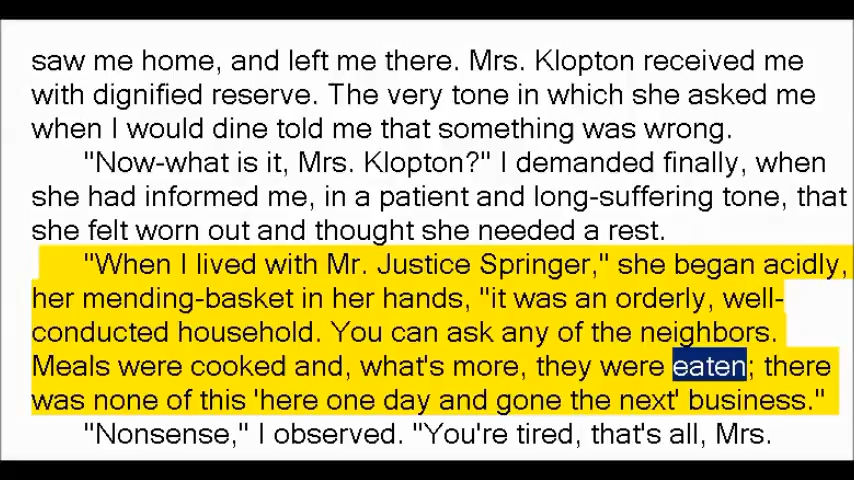 saw me home, and left me there. Mrs. Klopton received me
with dignified reserve. The very tone in which she asked me
when I would dine told me that something was wrong.
"Now-what is it, Mrs. Klopton?" I demanded finally, when
she had informed me, in a patient and long-suffering tone, that
she felt worn out and thought she needed a rest.
"When I lived with Mr. Justice Springer," she began acidly,
her mending-basket in her hands, "it was an orderly, well-
conducted household. You can ask any of the neighbors.
Meals were cooked and, what's more, they were eaten; there
was none of this 'here one day and gone the next' business."
"Nonsense," I observed. "You're tired, that's all, Mrs.